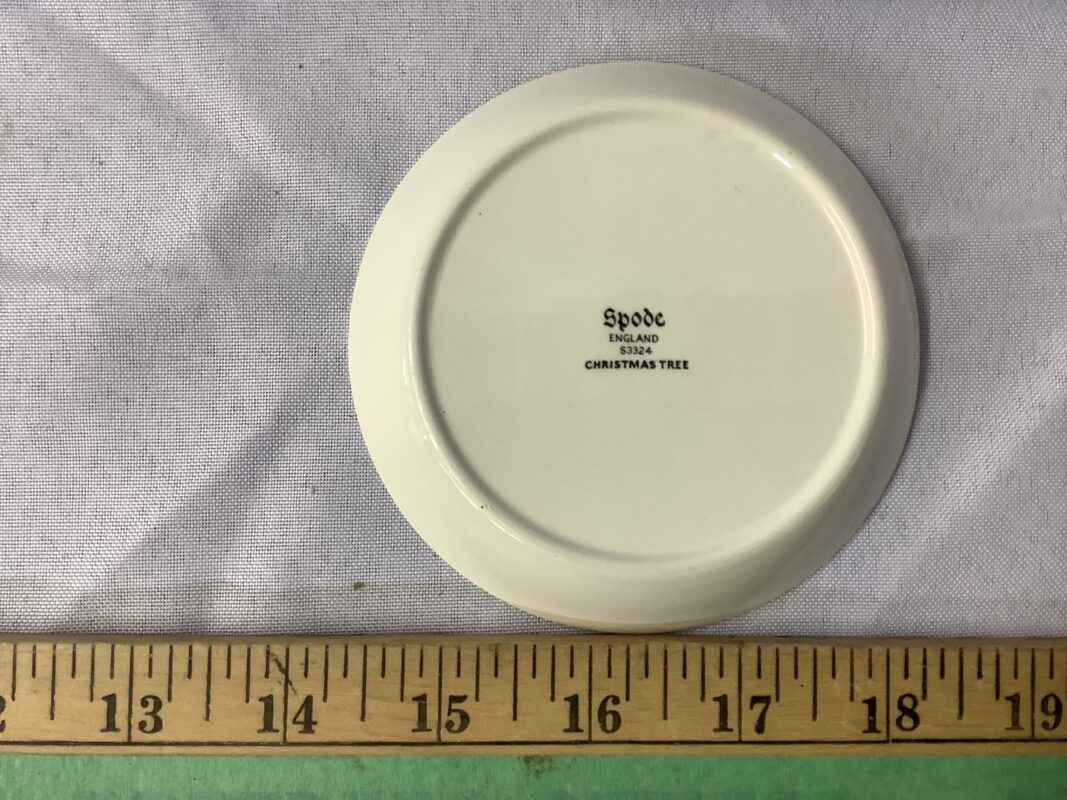 Spode
ENGLAND
S3324
CHRISTMAS TREE
2 13 14 15 16 17 18 19